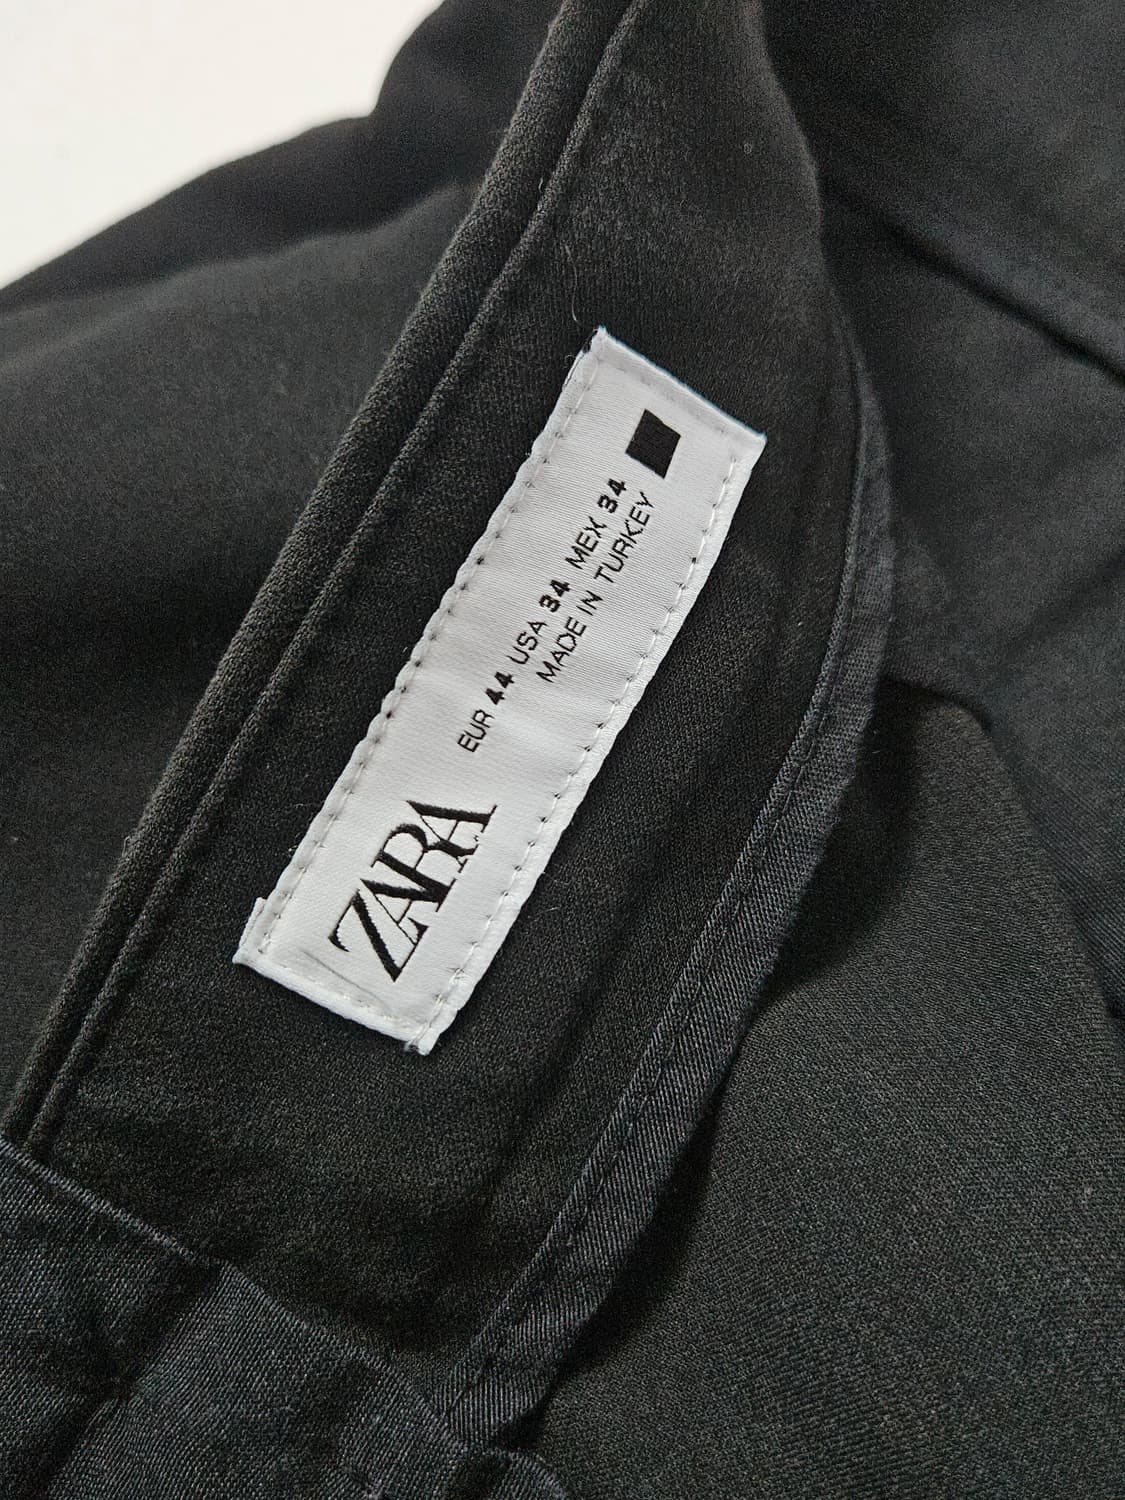 ZARA
EUR 44 USA 34 MEX 34
MADE IN TURKEY